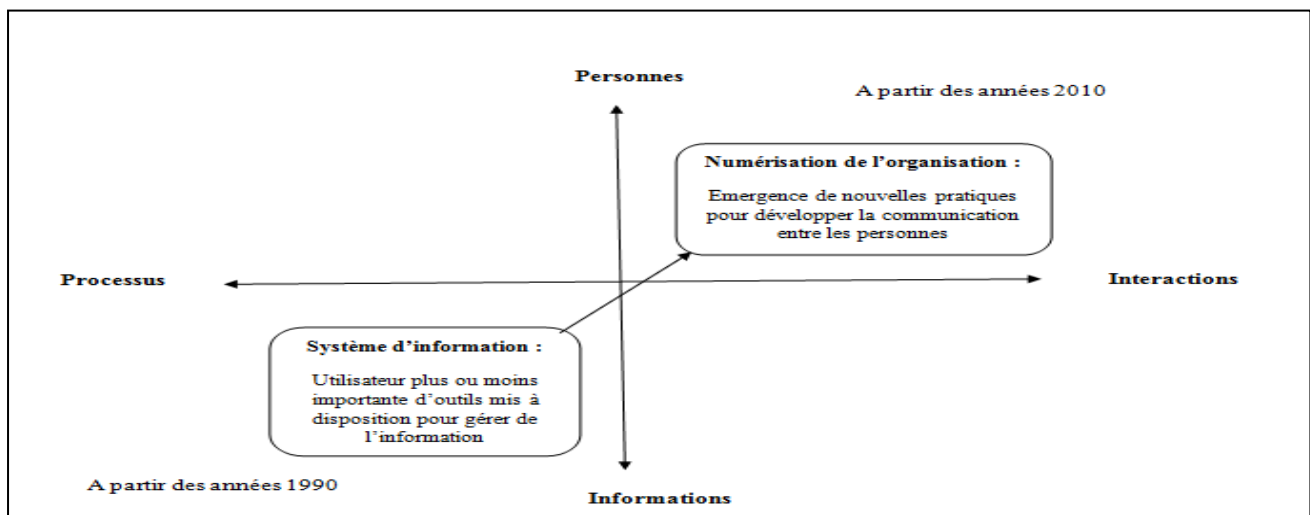 Personnes
A partir des années 2010
Numérisation de l'organisation :
Emergence de nouvelles pratiques
pour développer la communication
entre les personnes
Processus
Interactions
Système d'information :
Utilisateur plus ou moins
importante d'outils mis à
disposition pour gérer de
l'information
A partir des années 1990
Informations